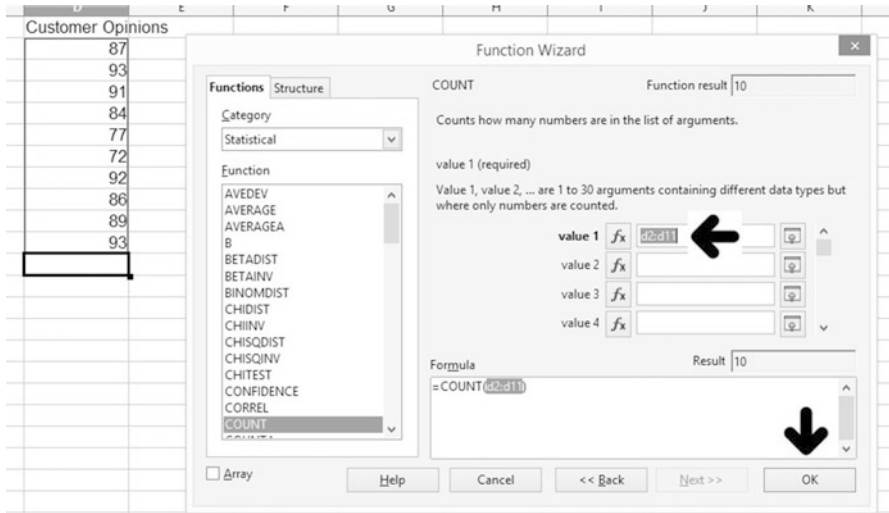 D E F G H I J K
Customer Opinions
87
93
91
84
77
72
92
86
89
93
Function Wizard
Functions Structure
Category
Statistical
Function
AVEDEV
AVERAGE
AVERAGEA
B
BETADIST
BETAINV
BINOMDIST
CHIDIST
CHIINV
CHISQDIST
CHISQINV
CHITEST
CONFIDENCE
CORREL
COUNT
COUNTA
Array
COUNT Function result 10
Counts how many numbers are in the list of arguments.
value 1 (required)
Value 1, value 2, ... are 1 to 30 arguments containing different data types but
where only numbers are counted.
value 1 fx d2:d11
value 2 fx
value 3 fx
value 4 fx
Formula Result 10
=COUNT(d2:d11)
Help Cancel << Back Next >> OK